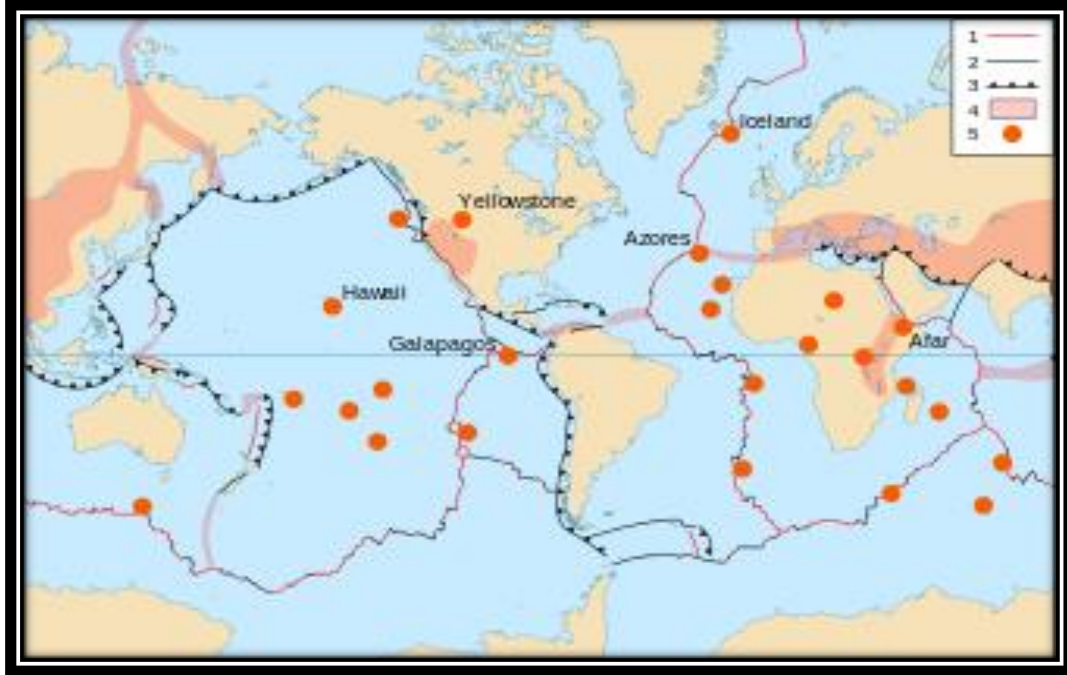 1
2
3
4
5
Iceland
Yellowstone
Azores
Hawaii
Galapagos
Afar